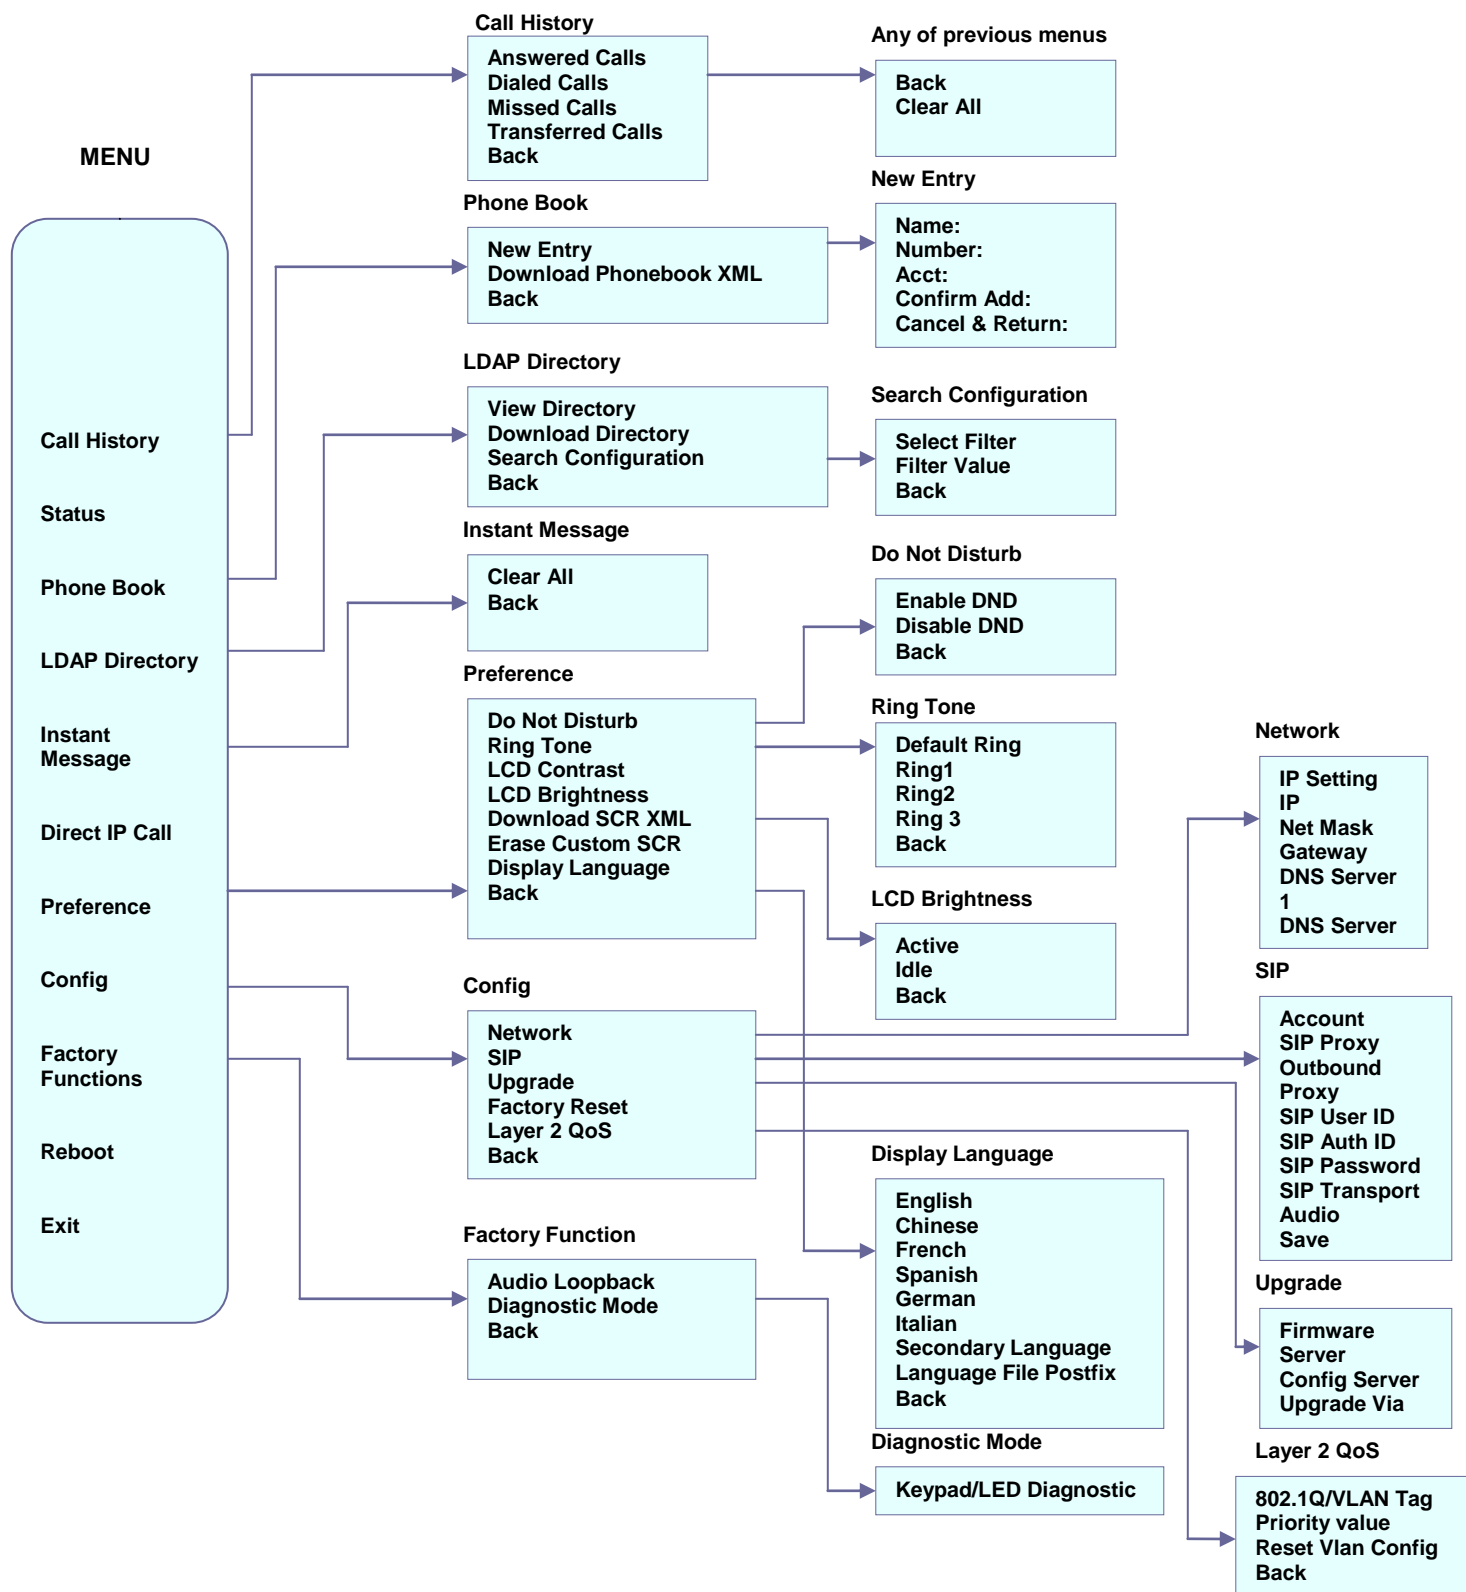 MENU
Call History
Status
Phone Book
LDAP Directory
Instant
Message
Direct IP Call
Preference
Config
Factory
Functions
Reboot
Exit
Call History
Answered Calls
Dialed Calls
Missed Calls
Transferred Calls
Back
Phone Book
New Entry
Download Phonebook XML
Back
LDAP Directory
View Directory
Download Directory
Search Configuration
Back
Instant Message
Clear All
Back
Preference
Do Not Disturb
Ring Tone
LCD Contrast
LCD Brightness
Download SCR XML
Erase Custom SCR
Display Language
Back
Config
Network
SIP
Upgrade
Factory Reset
Layer 2 QoS
Back
Factory Function
Audio Loopback
Diagnostic Mode
Back
Any of previous menus
Back
Clear All
New Entry
Name:
Number:
Acct:
Confirm Add:
Cancel & Return:
Search Configuration
Select Filter
Filter Value
Back
Do Not Disturb
Enable DND
Disable DND
Back
Ring Tone
Default Ring
Ring1
Ring2
Ring 3
Back
LCD Brightness
Active
Idle
Back
Display Language
English
Chinese
French
Spanish
German
Italian
Secondary Language
Language File Postfix
Back
Diagnostic Mode
Keypad/LED Diagnostic
Network
IP Setting
IP
Net Mask
Gateway
DNS Server
1
DNS Server
SIP
Account
SIP Proxy
Outbound
Proxy
SIP User ID
SIP Auth ID
SIP Password
SIP Transport
Audio
Save
Upgrade
Firmware
Server
Config Server
Upgrade Via
Layer 2 QoS
802.1Q/VLAN Tag
Priority value
Reset Vlan Config
Back